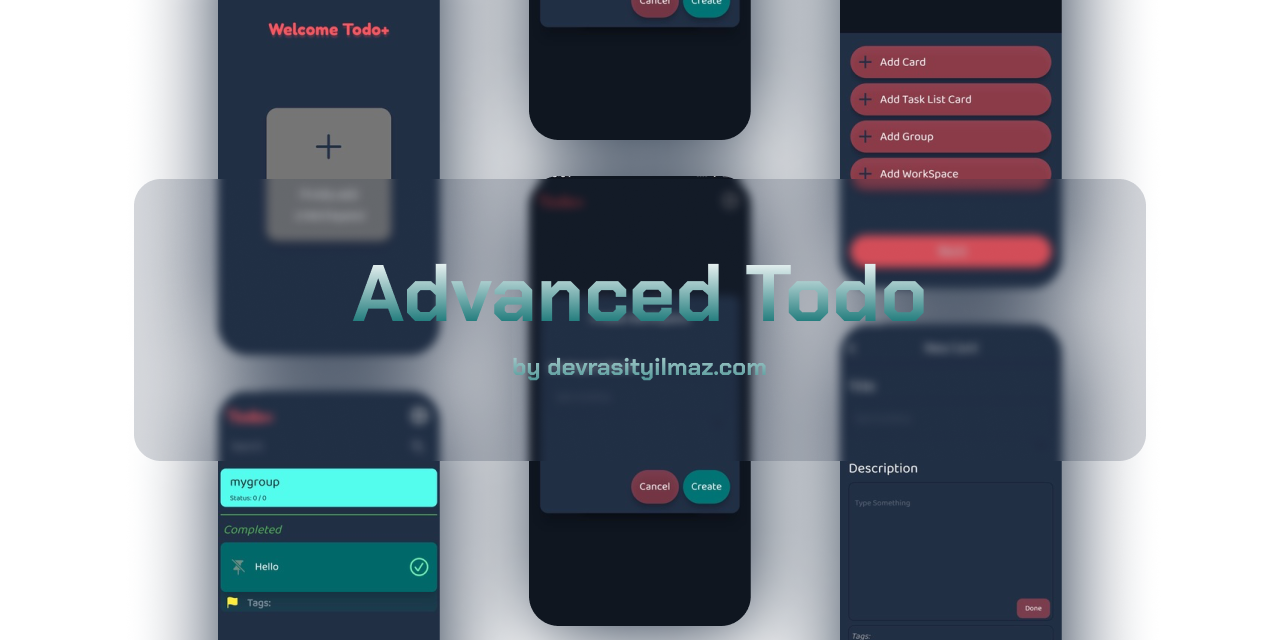 Welcome Todo+
Cancel
Create
Add Card
Add Task List Card
Add Group
Add WorkSpace
Advanced Todo
by devrasityilmaz.com
Todo+
mygroup
Status: 0 / 0
Completed
Hello
Tags:
Cancel
Create
Description
Type Something
Done
Tags: